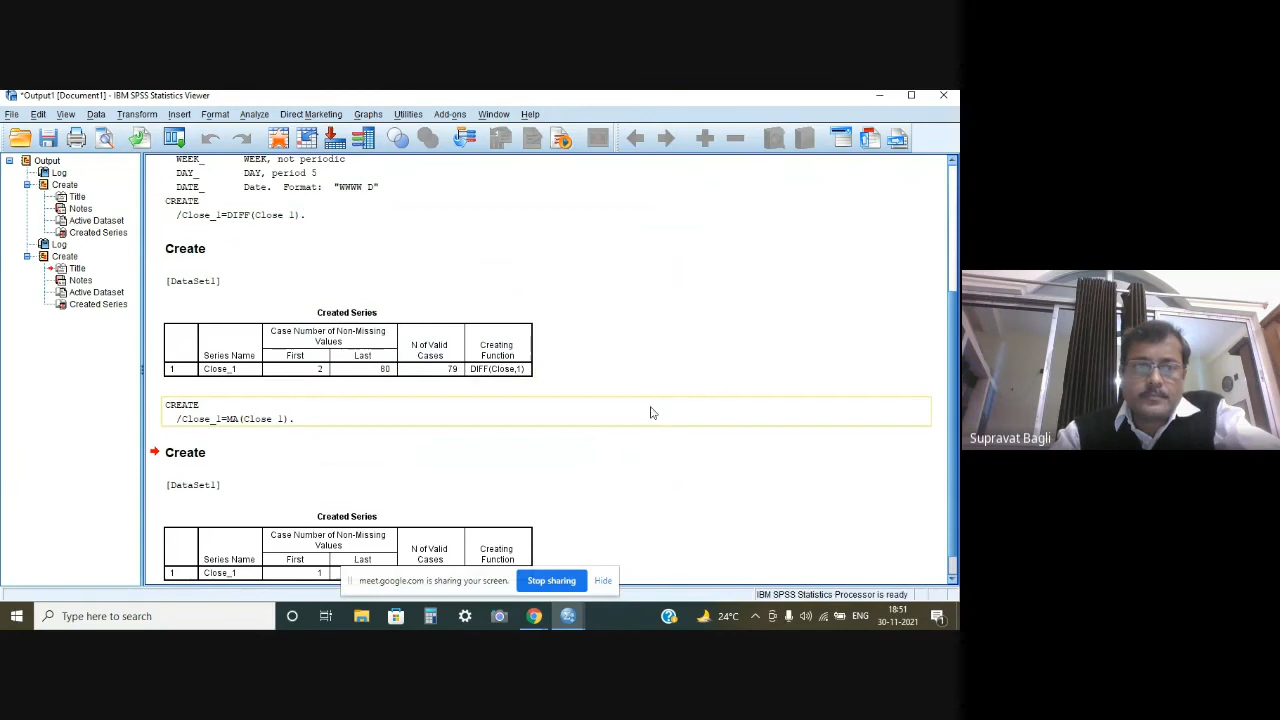 *Output1 [Document1] - IBM SPSS Statistics Viewer
File Edit View Data Transform Insert Format Analyze Direct Marketing Graphs Utilities Add-ons Window Help
Output
Log
Create
Title
Notes
Active Dataset
Created Series
Log
Create
Title
Notes
Active Dataset
Created Series
WEEK_ WEEK, not periodic
DAY_ DAY, period 5
DATE_ Date. Format: "WWWW D"
CREATE
/Close_1=DIFF(Close 1).
Create
[DataSet1]
Created Series
Series Name Case Number of Non-Missing Values First Last N of Valid Cases Creating Function
1 Close_1 2 80 79 DIFF(Close,1)
CREATE
/Close_1=MA(Close 1).
Create
[DataSet1]
Created Series
Series Name Case Number of Non-Missing Values First Last N of Valid Cases Creating Function
1 Close_1 1
meet.google.com is sharing your screen. Stop sharing Hide
IBM SPSS Statistics Processor is ready
Type here to search
24°C ENG
18:51
30-11-2021
1
Supravat Bagli